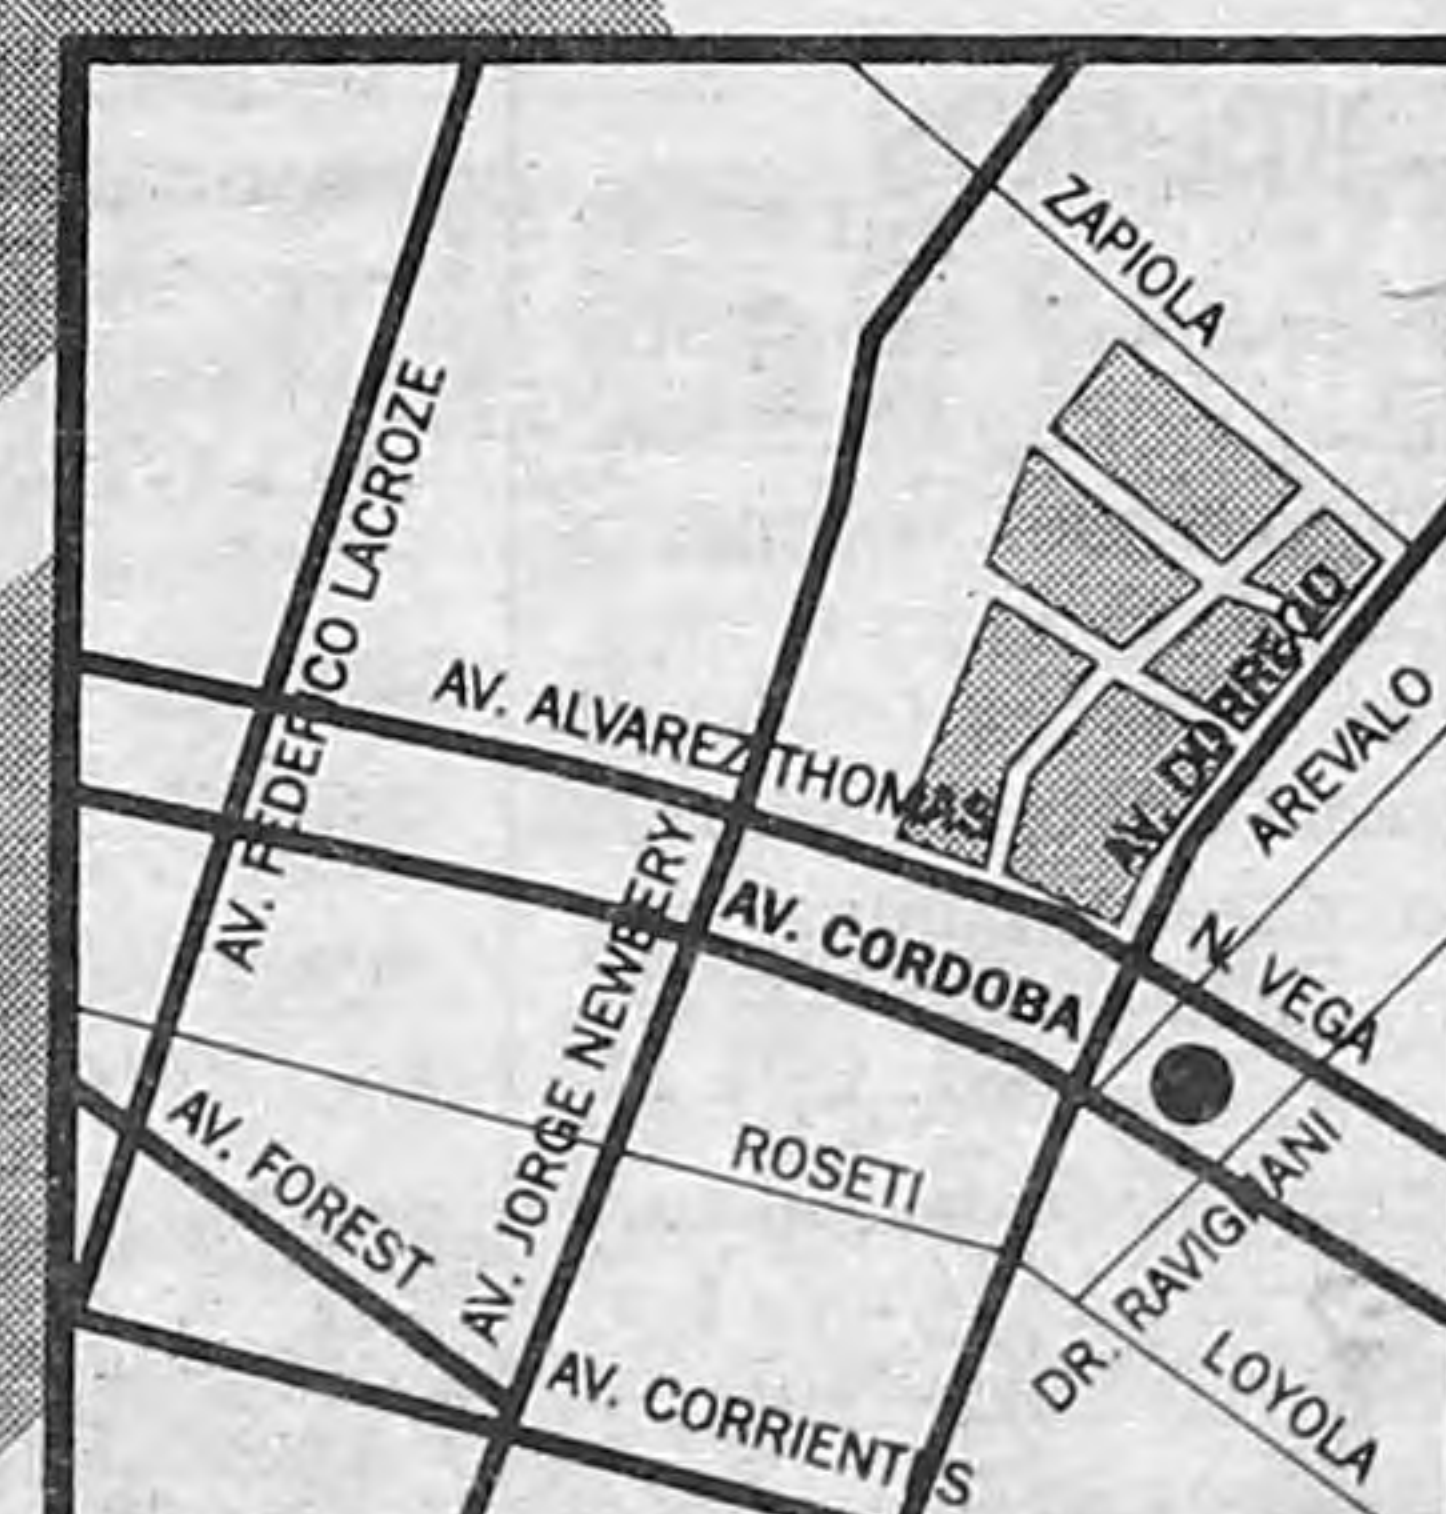 ZAPIOLA
AV. FEDERICO LACROZE
AV. ALVAREZ THOMAS
AV. DORREGO
AREVALO
AV. JORGE NEWBERY
AV. CORDOBA
N. VEGA
AV. FOREST
ROSETI
DR. RAVIGNANI
LOYOLA
AV. CORRIENTES